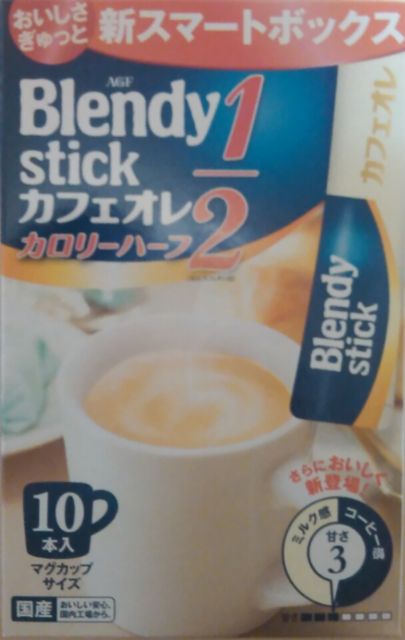 おいしさ
ぎゅっと
新スマートボックス
AGF
Blendy
stick
1/2
カフェオレ
カロリーハーフ
カフェオレ
Blendy
stick
さらにおいしく
新登場!
ミルク感
コーヒー感
甘さ
3
10
本入
マグカップ
サイズ
国産
おいしい安心、
国内工場から。